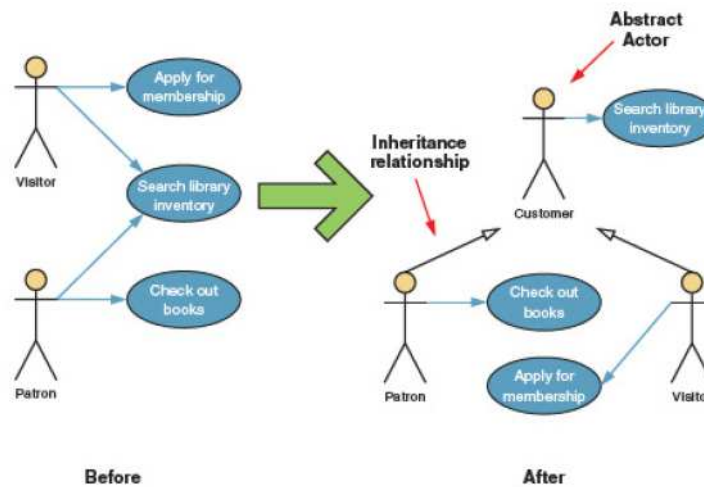 Apply for
membership
Visitor
Search library
inventory
Check out
books
Patron
Before
Abstract
Actor
Search library
inventory
Inheritance
relationship
Customer
Check out
books
Apply for
membership
Patron
Visito
After